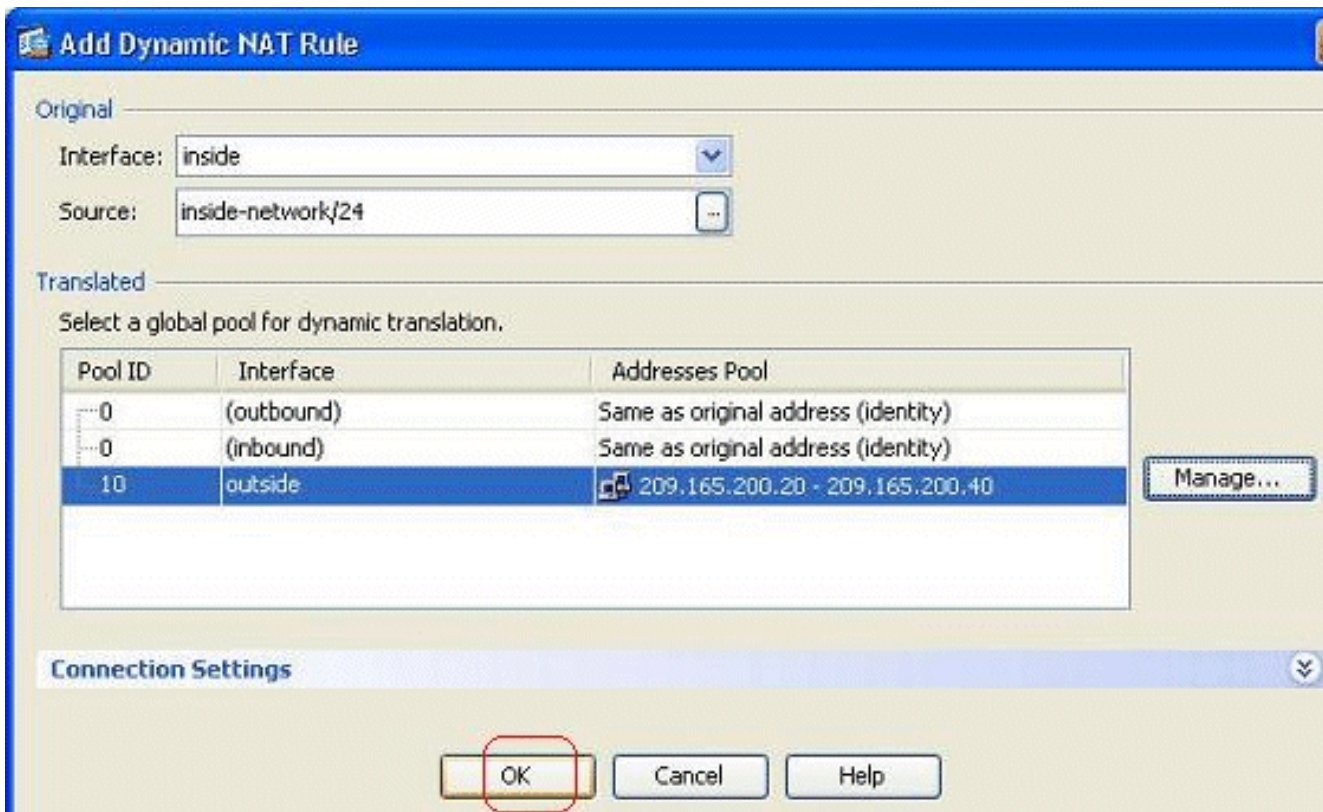 Add Dynamic NAT Rule
Original
Interface: inside
Source: inside-network/24 ...
Translated
Select a global pool for dynamic translation.
Pool ID Interface Addresses Pool
0 (outbound) Same as original address (identity)
0 (inbound) Same as original address (identity)
10 outside 209.165.200.20 - 209.165.200.40
Manage...
Connection Settings
OK Cancel Help